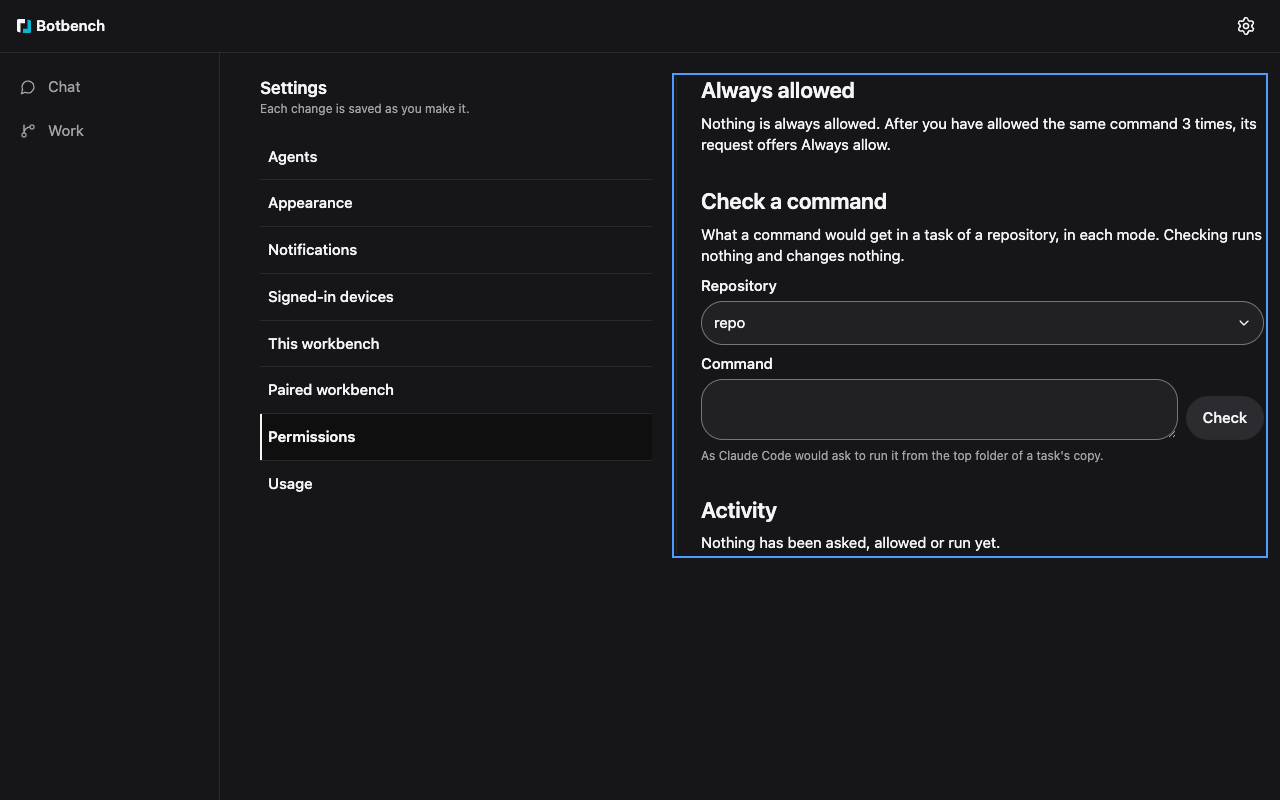 Botbench
Chat
Work
Settings
Each change is saved as you make it.
Agents
Appearance
Notifications
Signed-in devices
This workbench
Paired workbench
Permissions
Usage
Always allowed
Nothing is always allowed. After you have allowed the same command 3 times, its
request offers Always allow.
Check a command
What a command would get in a task of a repository, in each mode. Checking runs
nothing and changes nothing.
Repository
repo
Command
Check
As Claude Code would ask to run it from the top folder of a task's copy.
Activity
Nothing has been asked, allowed or run yet.